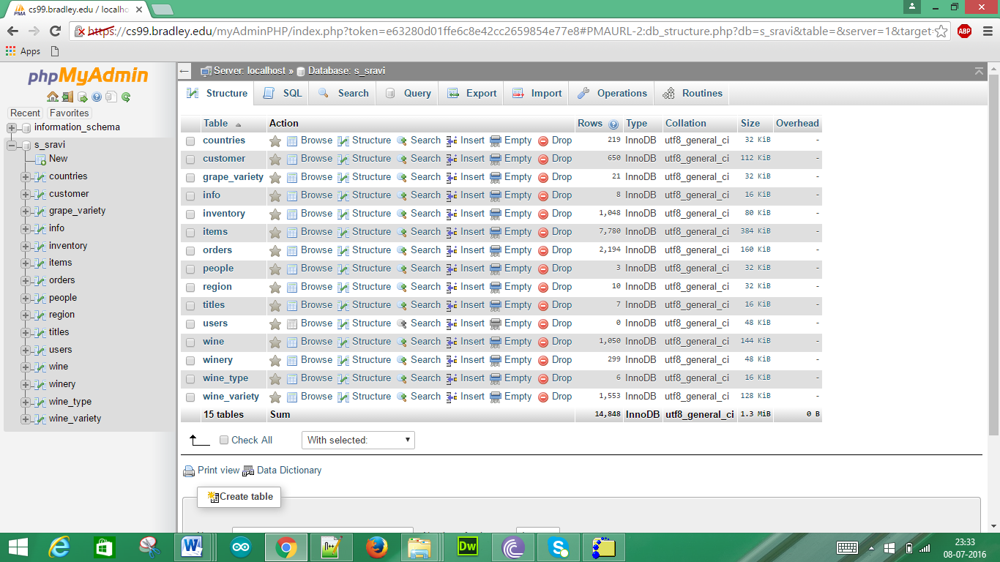 cs99.bradley.edu / localho
https://cs99.bradley.edu/myAdminPHP/index.php?token=e63280d01ffe6c8e42cc2659854e77e8#PMAURL-2:db_structure.php?db=s_sravi&table=&server=1&target=
ABP
Apps
phpMyAdmin
Recent Favorites
information_schema
s_sravi
New
countries
customer
grape_variety
info
inventory
items
orders
people
region
titles
users
wine
winery
wine_type
wine_variety
Server: localhost » Database: s_sravi
Structure SQL Search Query Export Import Operations Routines
Table Action Rows Type Collation Size Overhead
countries Browse Structure Search Insert Empty Drop 219 InnoDB utf8_general_ci 32 KiB -
customer Browse Structure Search Insert Empty Drop 650 InnoDB utf8_general_ci 112 KiB -
grape_variety Browse Structure Search Insert Empty Drop 21 InnoDB utf8_general_ci 32 KiB -
info Browse Structure Search Insert Empty Drop 8 InnoDB utf8_general_ci 16 KiB -
inventory Browse Structure Search Insert Empty Drop 1,048 InnoDB utf8_general_ci 80 KiB -
items Browse Structure Search Insert Empty Drop 7,780 InnoDB utf8_general_ci 384 KiB -
orders Browse Structure Search Insert Empty Drop 2,194 InnoDB utf8_general_ci 160 KiB -
people Browse Structure Search Insert Empty Drop 3 InnoDB utf8_general_ci 32 KiB -
region Browse Structure Search Insert Empty Drop 10 InnoDB utf8_general_ci 32 KiB -
titles Browse Structure Search Insert Empty Drop 7 InnoDB utf8_general_ci 16 KiB -
users Browse Structure Search Insert Empty Drop 0 InnoDB utf8_general_ci 48 KiB -
wine Browse Structure Search Insert Empty Drop 1,050 InnoDB utf8_general_ci 144 KiB -
winery Browse Structure Search Insert Empty Drop 299 InnoDB utf8_general_ci 48 KiB -
wine_type Browse Structure Search Insert Empty Drop 6 InnoDB utf8_general_ci 16 KiB -
wine_variety Browse Structure Search Insert Empty Drop 1,553 InnoDB utf8_general_ci 128 KiB -
15 tables Sum 14,848 InnoDB utf8_general_ci 1.3 MiB 0 B
Check All With selected:
Print view Data Dictionary
Create table
Dw
23:33
08-07-2016